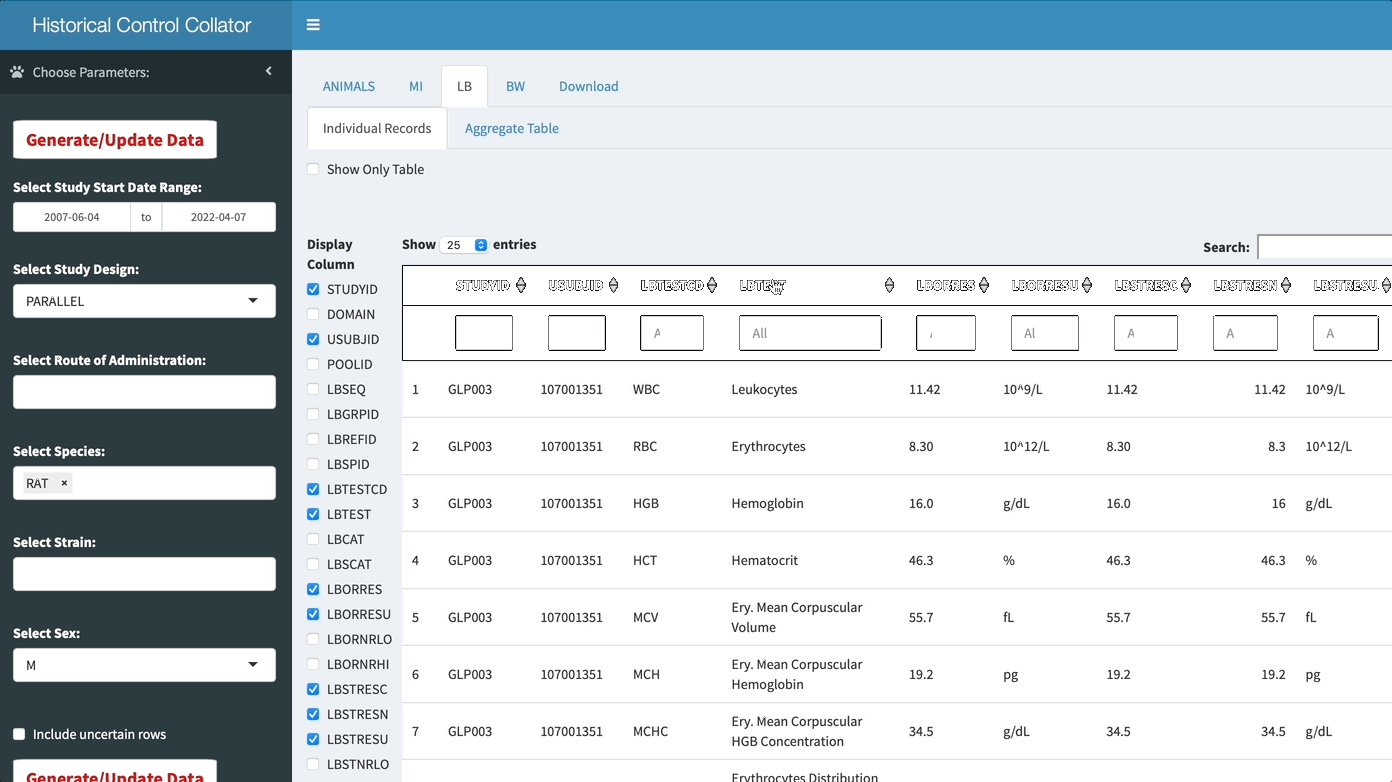 Historical Control Collator
Choose Parameters:
Generate/Update Data
Select Study Start Date Range:
2007-06-04 to 2022-04-07
Select Study Design:
PARALLEL
Select Route of Administration:
Select Species:
RAT ×
Select Strain:
Select Sex:
M
Include uncertain rows
Generate/Update Data
ANIMALS MI LB BW Download
Individual Records Aggregate Table
Show Only Table
Display
Column
STUDYID
DOMAIN
USUBJID
POOLID
LBSEQ
LBGRPID
LBREFID
LBSPID
LBTESTCD
LBTEST
LBCAT
LBSCAT
LBORRES
LBORRESU
LBORNRLO
LBORNRHI
LBSTRESC
LBSTRESN
LBSTRESU
LBSTNRLO
Show 25 entries
Search:
STUDYID USUBJID LBTESTCD LBTEST LBORRES LBORRESU LBSTRESC LBSTRESN LBSTRESU
A All Al A A A
1 GLP003 107001351 WBC Leukocytes 11.42 10^9/L 11.42 11.42 10^9/L
2 GLP003 107001351 RBC Erythrocytes 8.30 10^12/L 8.30 8.3 10^12/L
3 GLP003 107001351 HGB Hemoglobin 16.0 g/dL 16.0 16 g/dL
4 GLP003 107001351 HCT Hematocrit 46.3 % 46.3 46.3 %
5 GLP003 107001351 MCV Ery. Mean Corpuscular Volume 55.7 fL 55.7 55.7 fL
6 GLP003 107001351 MCH Ery. Mean Corpuscular Hemoglobin 19.2 pg 19.2 19.2 pg
7 GLP003 107001351 MCHC Ery. Mean Corpuscular HGB Concentration 34.5 g/dL 34.5 34.5 g/dL
Erythrocytes Distribution